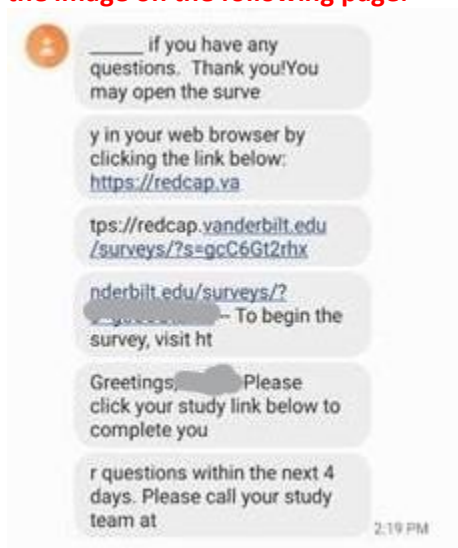 the image on the following page.
_____ if you have any
questions. Thank you!You
may open the surve
y in your web browser by
clicking the link below:
https://redcap.va
tps://redcap.vanderbilt.edu
/surveys/?s=gcC6Gt2rhx
nderbilt.edu/surveys/?
– To begin the
survey, visit ht
Greetings, Please
click your study link below to
complete you
r questions within the next 4
days. Please call your study
team at
2:19 PM